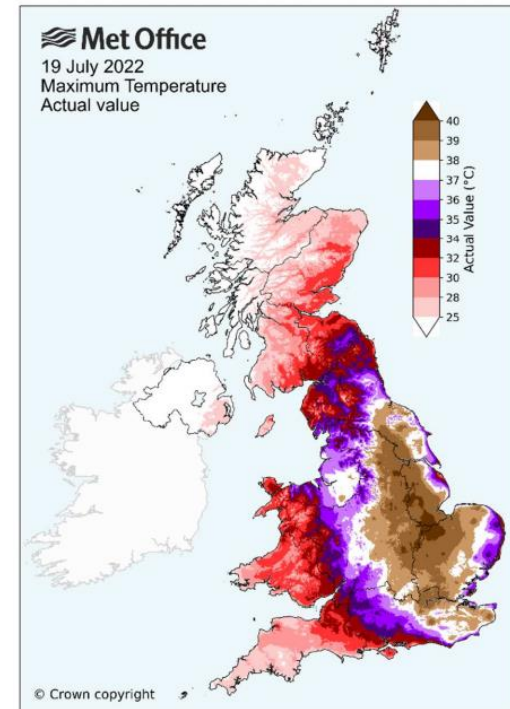 Met Office
19 July 2022
Maximum Temperature
Actual value
40
39
38
37
36
35
34
32
30
28
25
Actual Value (°C)
© Crown copyright